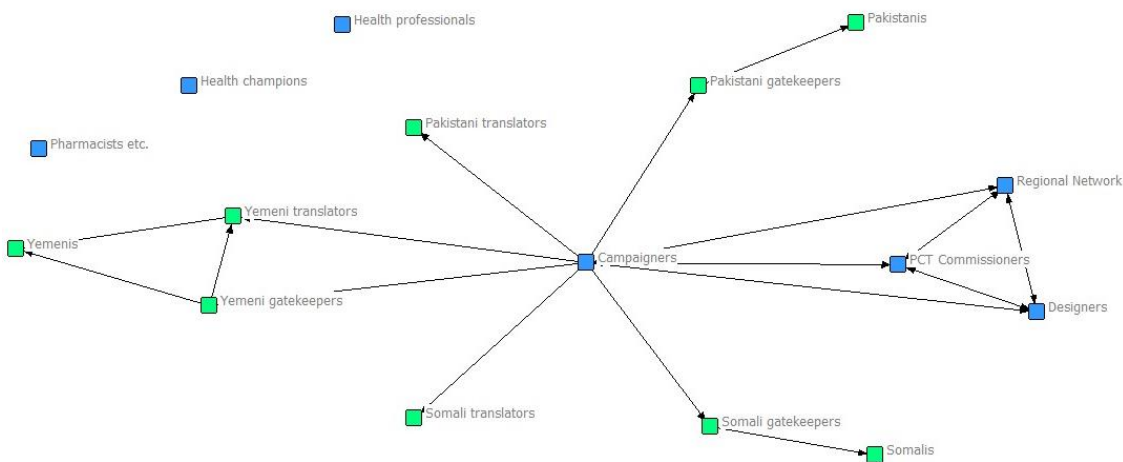 Health professionals
Pakistanis
Health champions
Pakistani gatekeepers
Pakistani translators
Pharmacists etc.
Regional Network
Yemeni translators
Yemenis
Campaigners
PCT Commissioners
Yemeni gatekeepers
Designers
Somali translators
Somali gatekeepers
Somalis